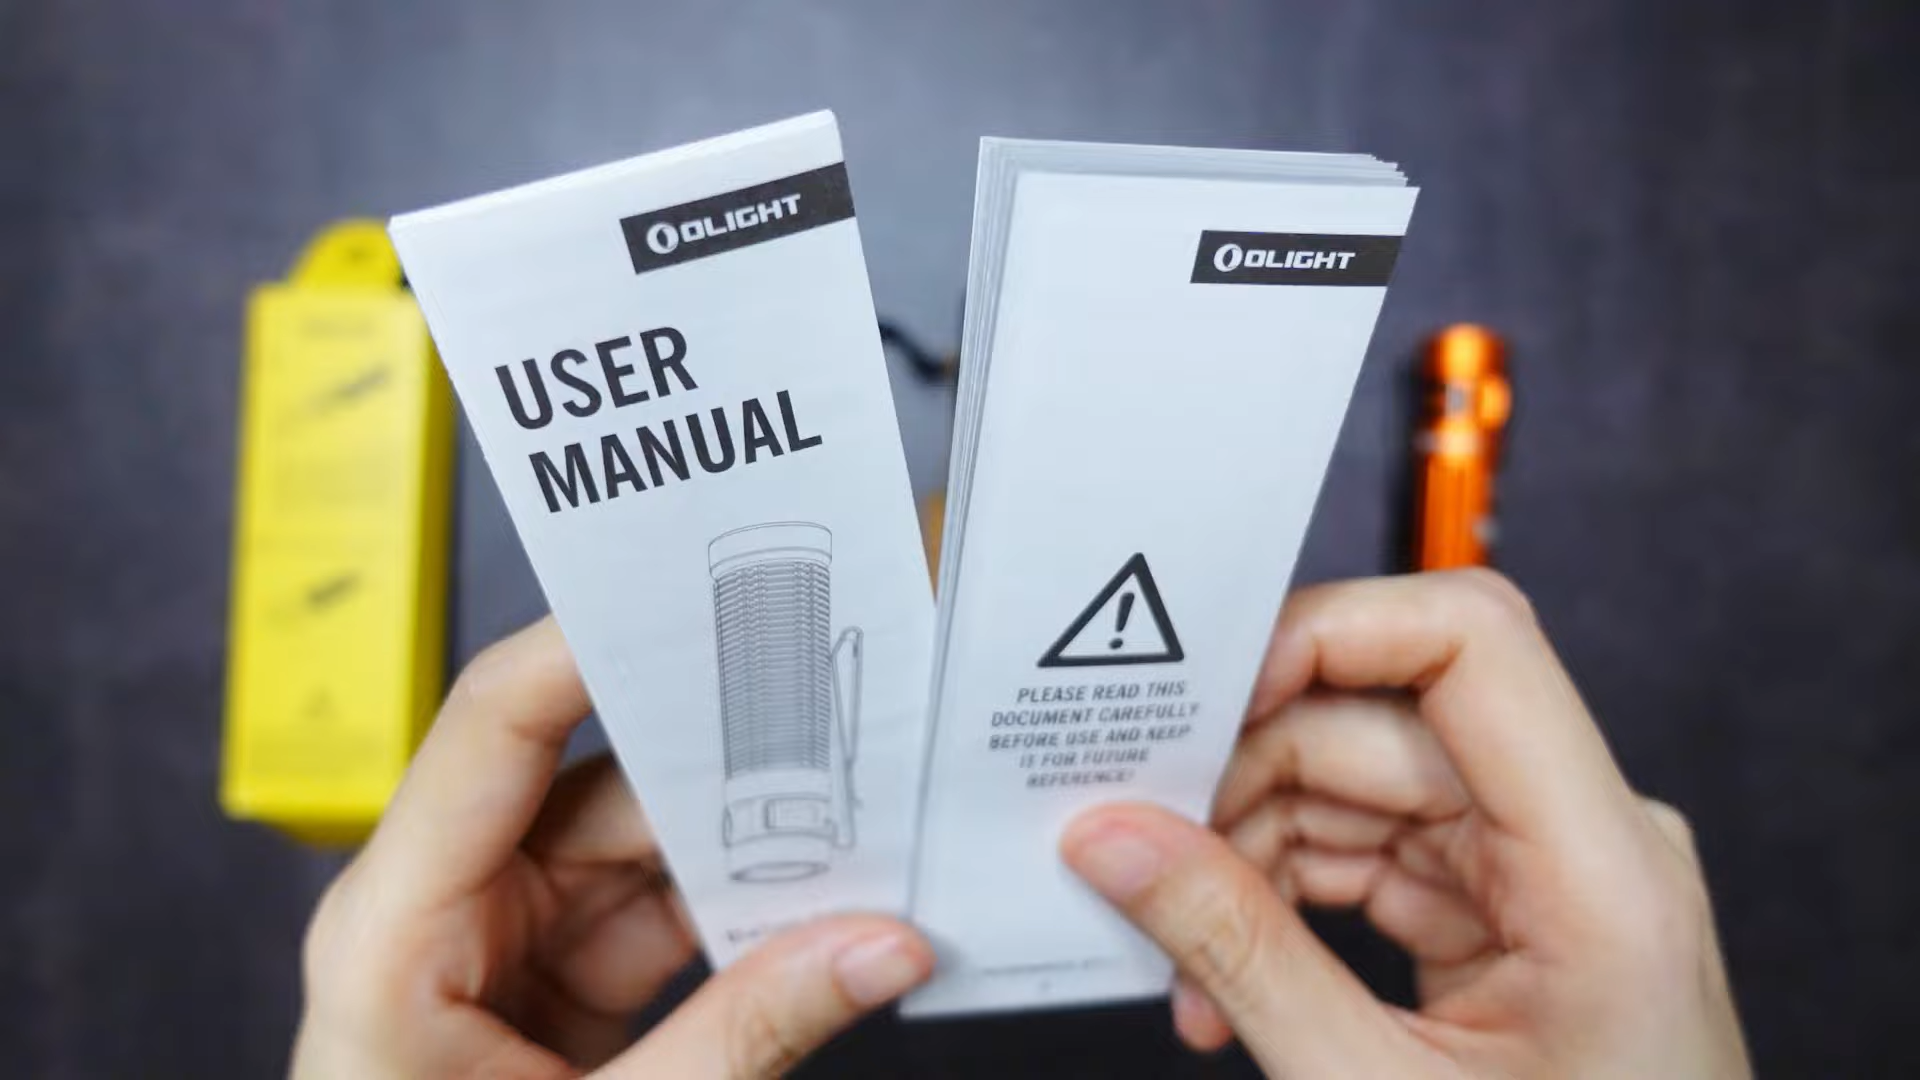 OLIGHT
USER
MANUAL
OLIGHT
PLEASE READ THIS
DOCUMENT CAREFULLY
BEFORE USE AND KEEP
IS FOR FUTURE
REFERENCE!